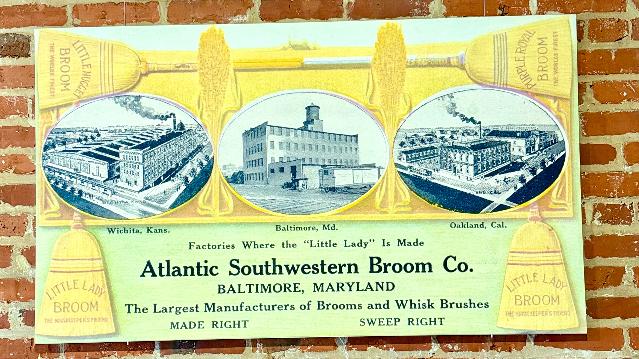 LITTLE MIDGET
BROOM
THE WORLD'S FINEST
PURPLE ROYAL
BROOM
THE WORLD'S FINEST
Wichita, Kans.
Baltimore, Md.
Oakland, Cal.
Factories Where the "Little Lady" Is Made
Atlantic Southwestern Broom Co.
BALTIMORE, MARYLAND
The Largest Manufacturers of Brooms and Whisk Brushes
MADE RIGHT SWEEP RIGHT
LITTLE LADY
BROOM
THE HOUSEKEEPER'S FRIEND
LITTLE LADY
BROOM
THE HOUSEKEEPER'S FRIEND